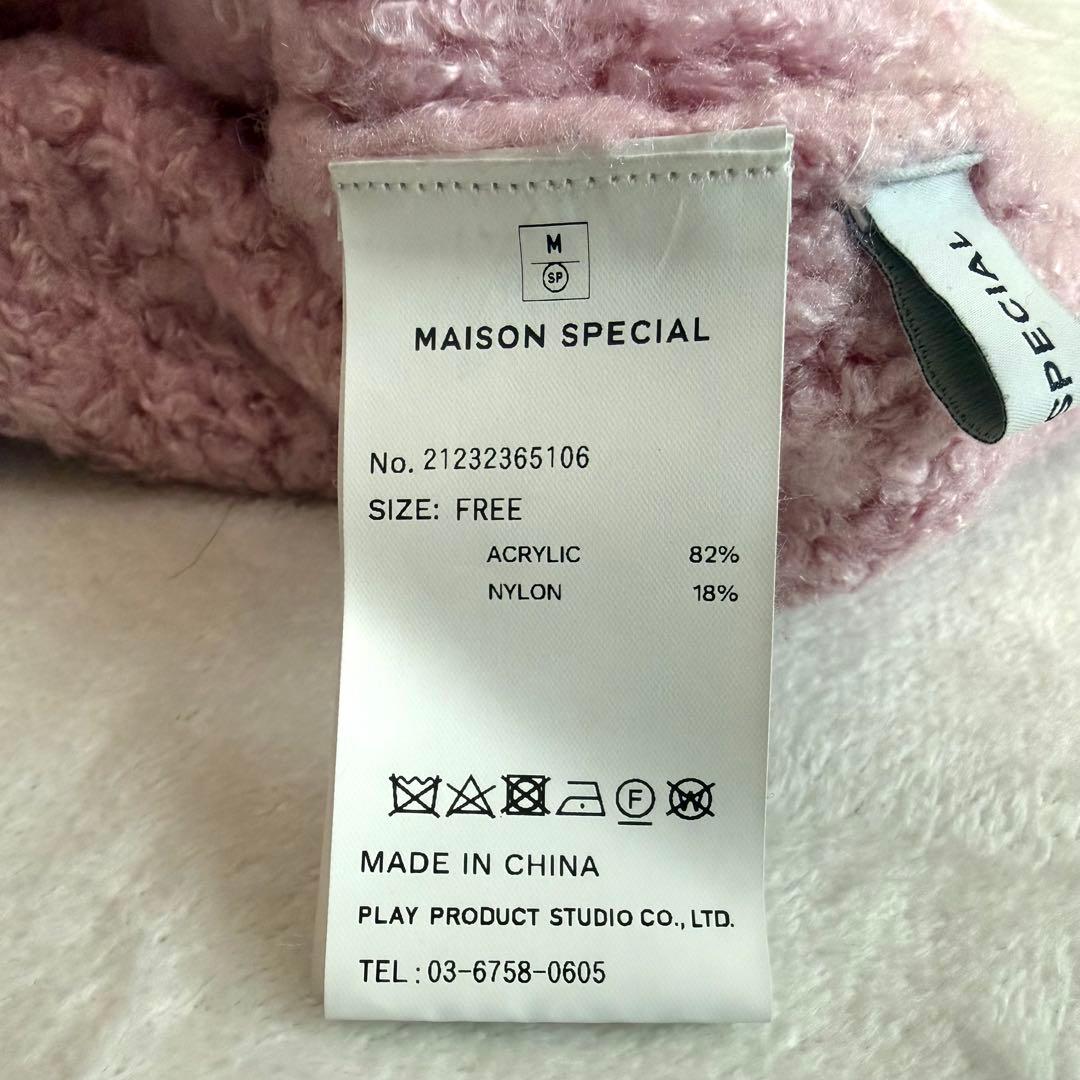 M
SP
MAISON SPECIAL
No. 21232365106
SIZE: FREE
ACRYLIC 82%
NYLON 18%
F
W
MADE IN CHINA
PLAY PRODUCT STUDIO CO., LTD.
TEL : 03-6758-0605
SPECIAL